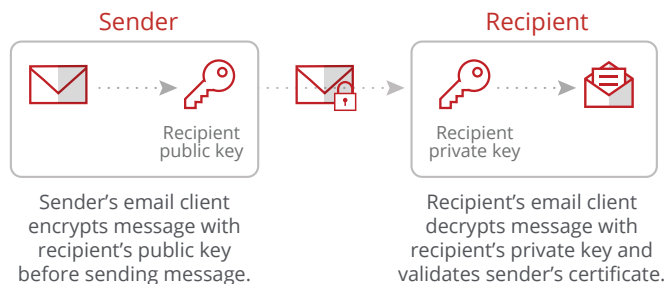 Sender
Recipient
public key
Sender’s email client
encrypts message with
recipient’s public key
before sending message.
Recipient
Recipient
private key
Recipient’s email client
decrypts message with
recipient’s private key and
validates sender’s certificate.